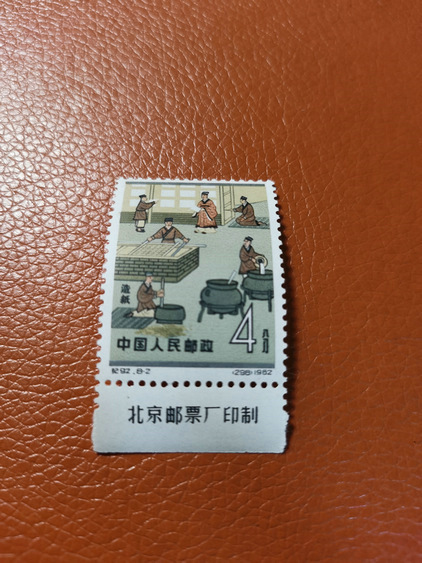 造纸
中国人民邮政
4
八分
纪92.8-2
(298)1962
北京邮票厂印制